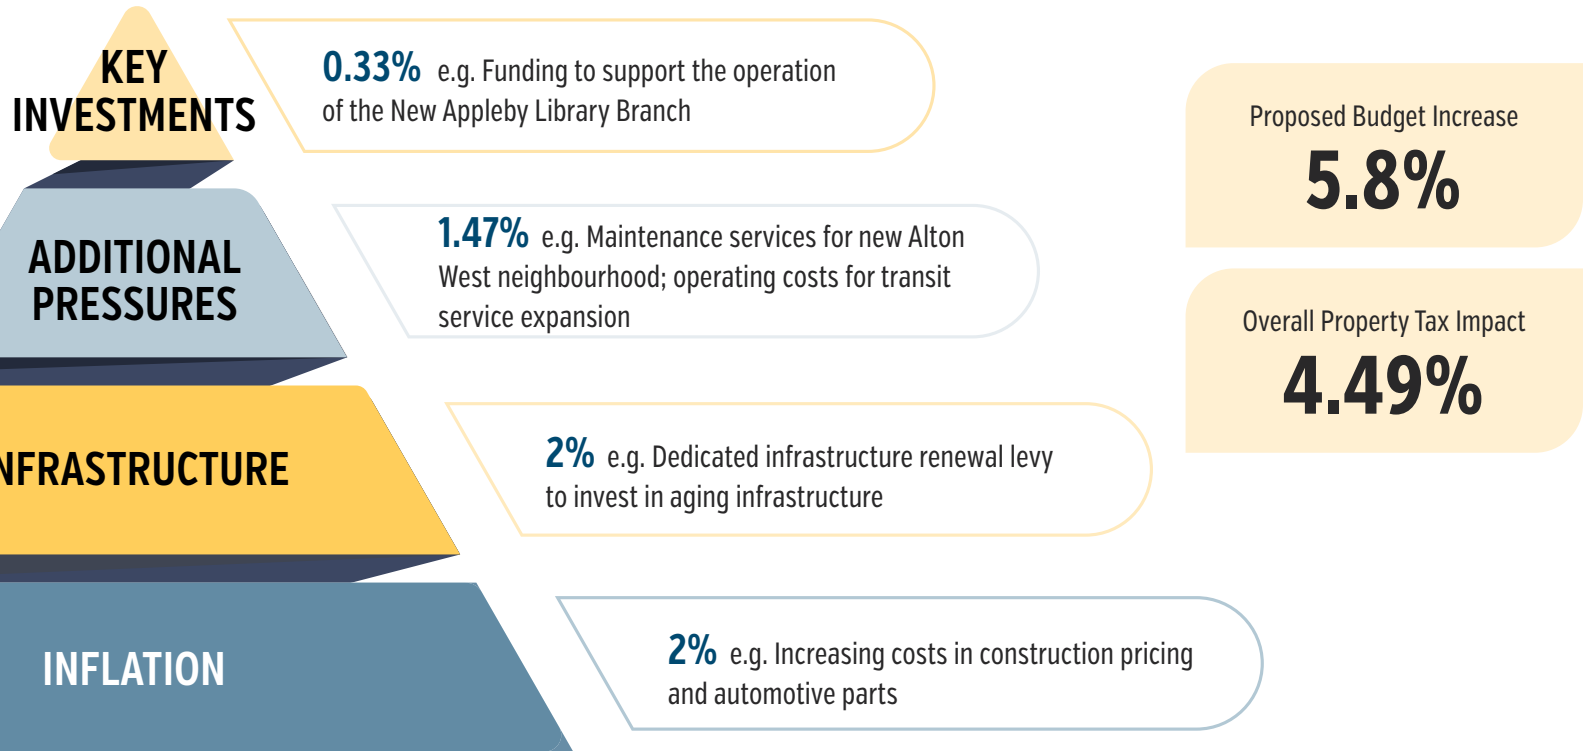 KEY
INVESTMENTS
0.33% e.g. Funding to support the operation
of the New Appleby Library Branch
Proposed Budget Increase
5.8%
ADDITIONAL
PRESSURES
1.47% e.g. Maintenance services for new Alton
West neighbourhood; operating costs for transit
service expansion
Overall Property Tax Impact
4.49%
NFRASTRUCTURE
2% e.g. Dedicated infrastructure renewal levy
to invest in aging infrastructure
INFLATION
2% e.g. Increasing costs in construction pricing
and automotive parts